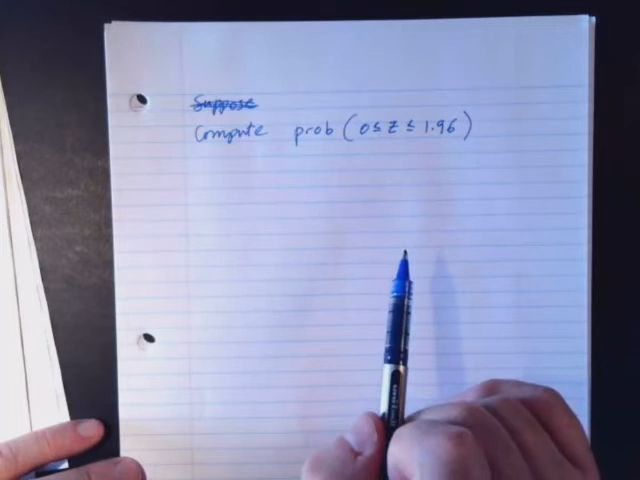 Suppose
Compute prob (0 ≤ Z ≤ 1.96)